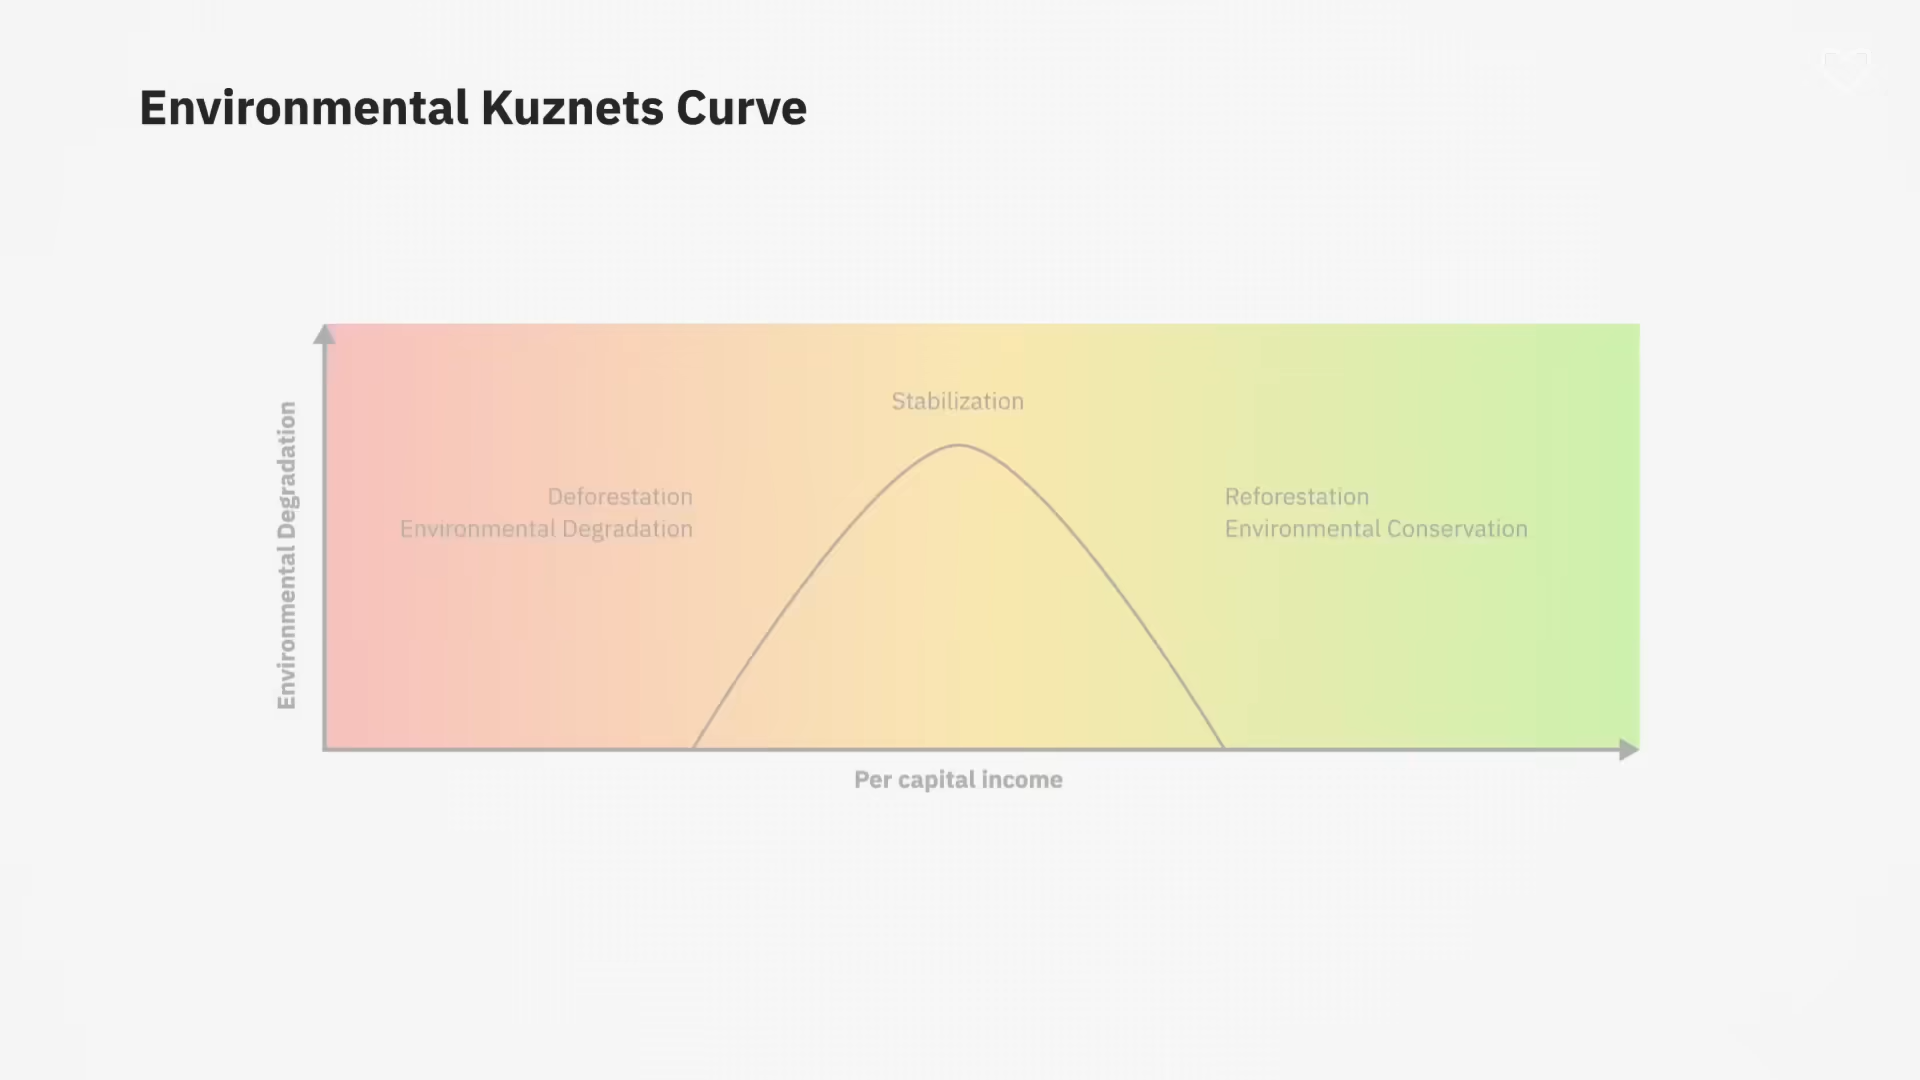 Environmental Kuznets Curve
Environmental Degradation
Stabilization
Deforestation
Environmental Degradation
Reforestation
Environmental Conservation
Per capital income